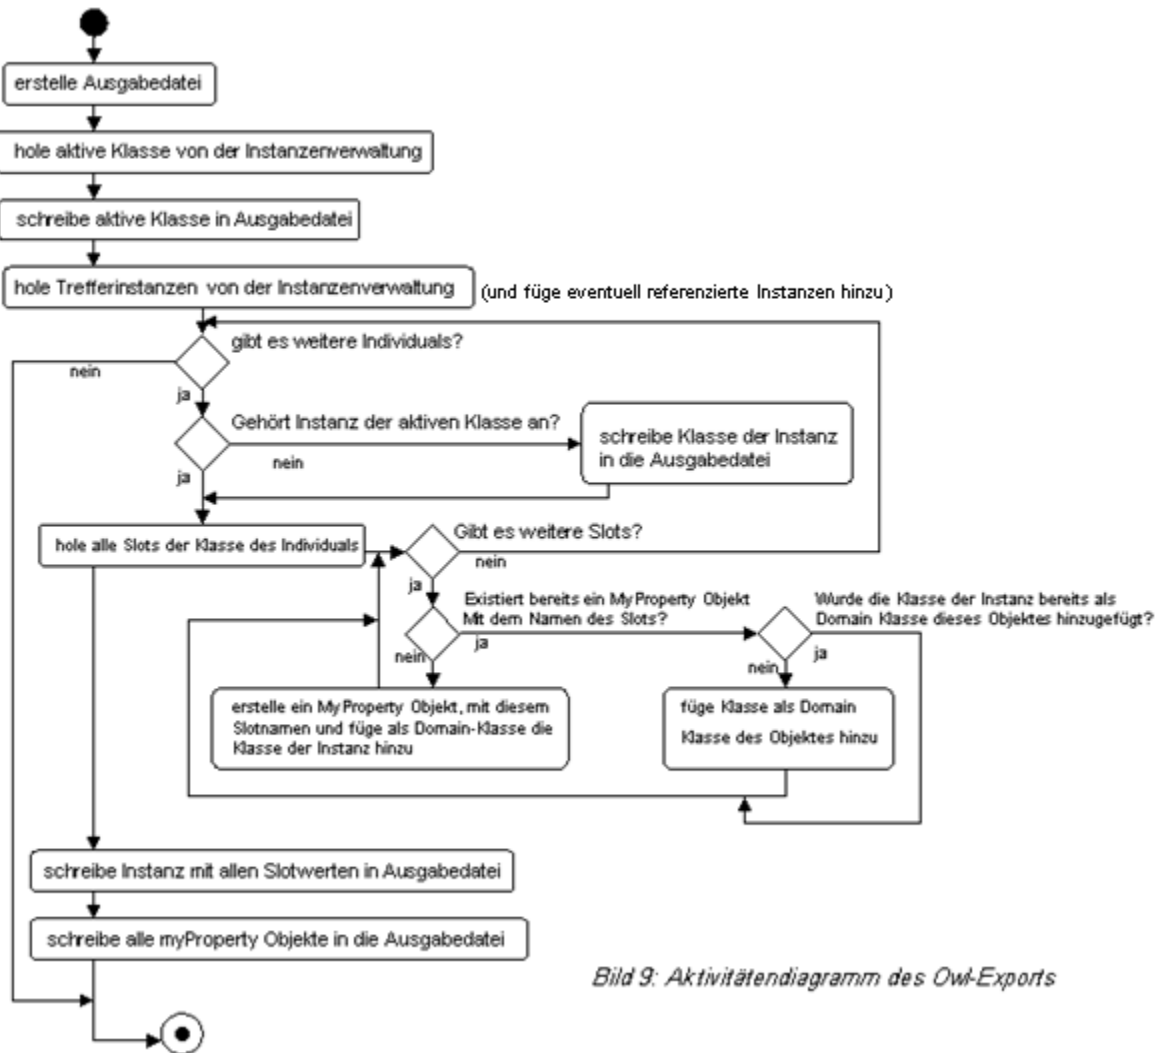 erstelle Ausgabedatei
hole aktive Klasse von der Instanzenverwaltung
schreibe aktive Klasse in Ausgabedatei
hole Trefferinstanzen von der Instanzenverwaltung
(und füge eventuell referenzierte Instanzen hinzu)
gibt es weitere Individuals?
nein
ja
Gehört Instanz der aktiven Klasse an?
nein
ja
schreibe Klasse der Instanz
in die Ausgabedatei
hole alle Slots der Klasse des Individuals
Gibt es weitere Slots?
nein
ja
Existiert bereits ein MyProperty Objekt
Mit dem Namen des Slots?
ja
nein
Wurde die Klasse der Instanz bereits als
Domain Klasse dieses Objektes hinzugefügt?
ja
nein
erstelle ein MyProperty Objekt, mit diesem
Slotnamen und füge als Domain-Klasse die
Klasse der Instanz hinzu
füge Klasse als Domain
Klasse des Objektes hinzu
schreibe Instanz mit allen Slotwerten in Ausgabedatei
schreibe alle myProperty Objekte in die Ausgabedatei
Bild 9: Aktivitätendiagramm des Owl-Exports